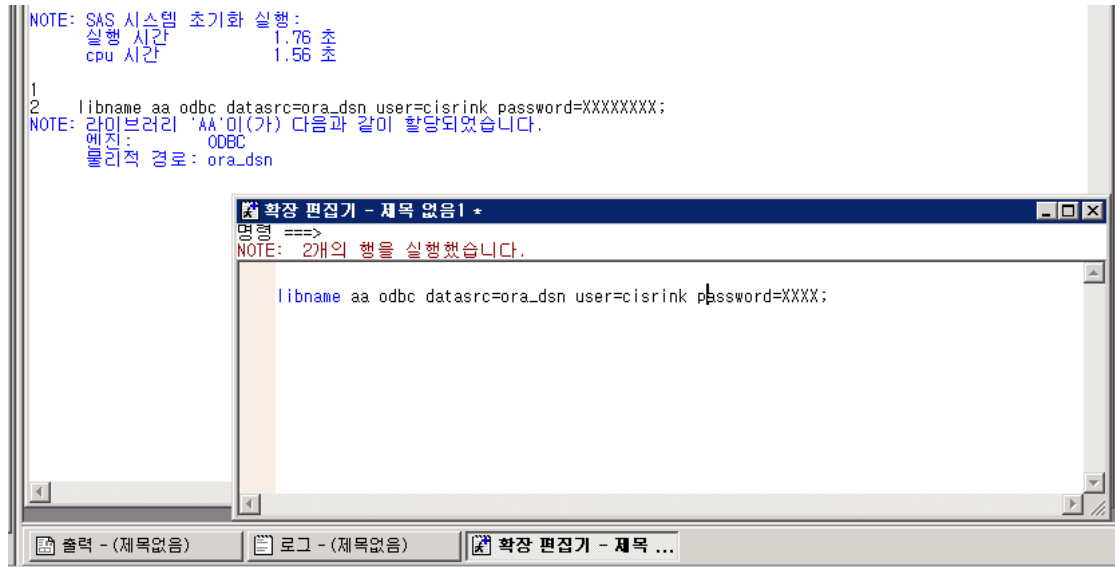 NOTE: SAS 시스템 초기화 실행:
실행 시간 1.76 초
cpu 시간 1.56 초
1
2 libname aa odbc datasrc=ora_dsn user=cisrink password=XXXXXXXX;
NOTE: 라이브러리 'AA'이(가) 다음과 같이 할당되었습니다.
엔진: ODBC
물리적 경로: ora_dsn
확장 편집기 - 제목 없음1 *
명령 ===>
NOTE: 2개의 행을 실행했습니다.
libname aa odbc datasrc=ora_dsn user=cisrink password=XXXX;
출력 - (제목없음)
로그 - (제목없음)
확장 편집기 - 제목 ...